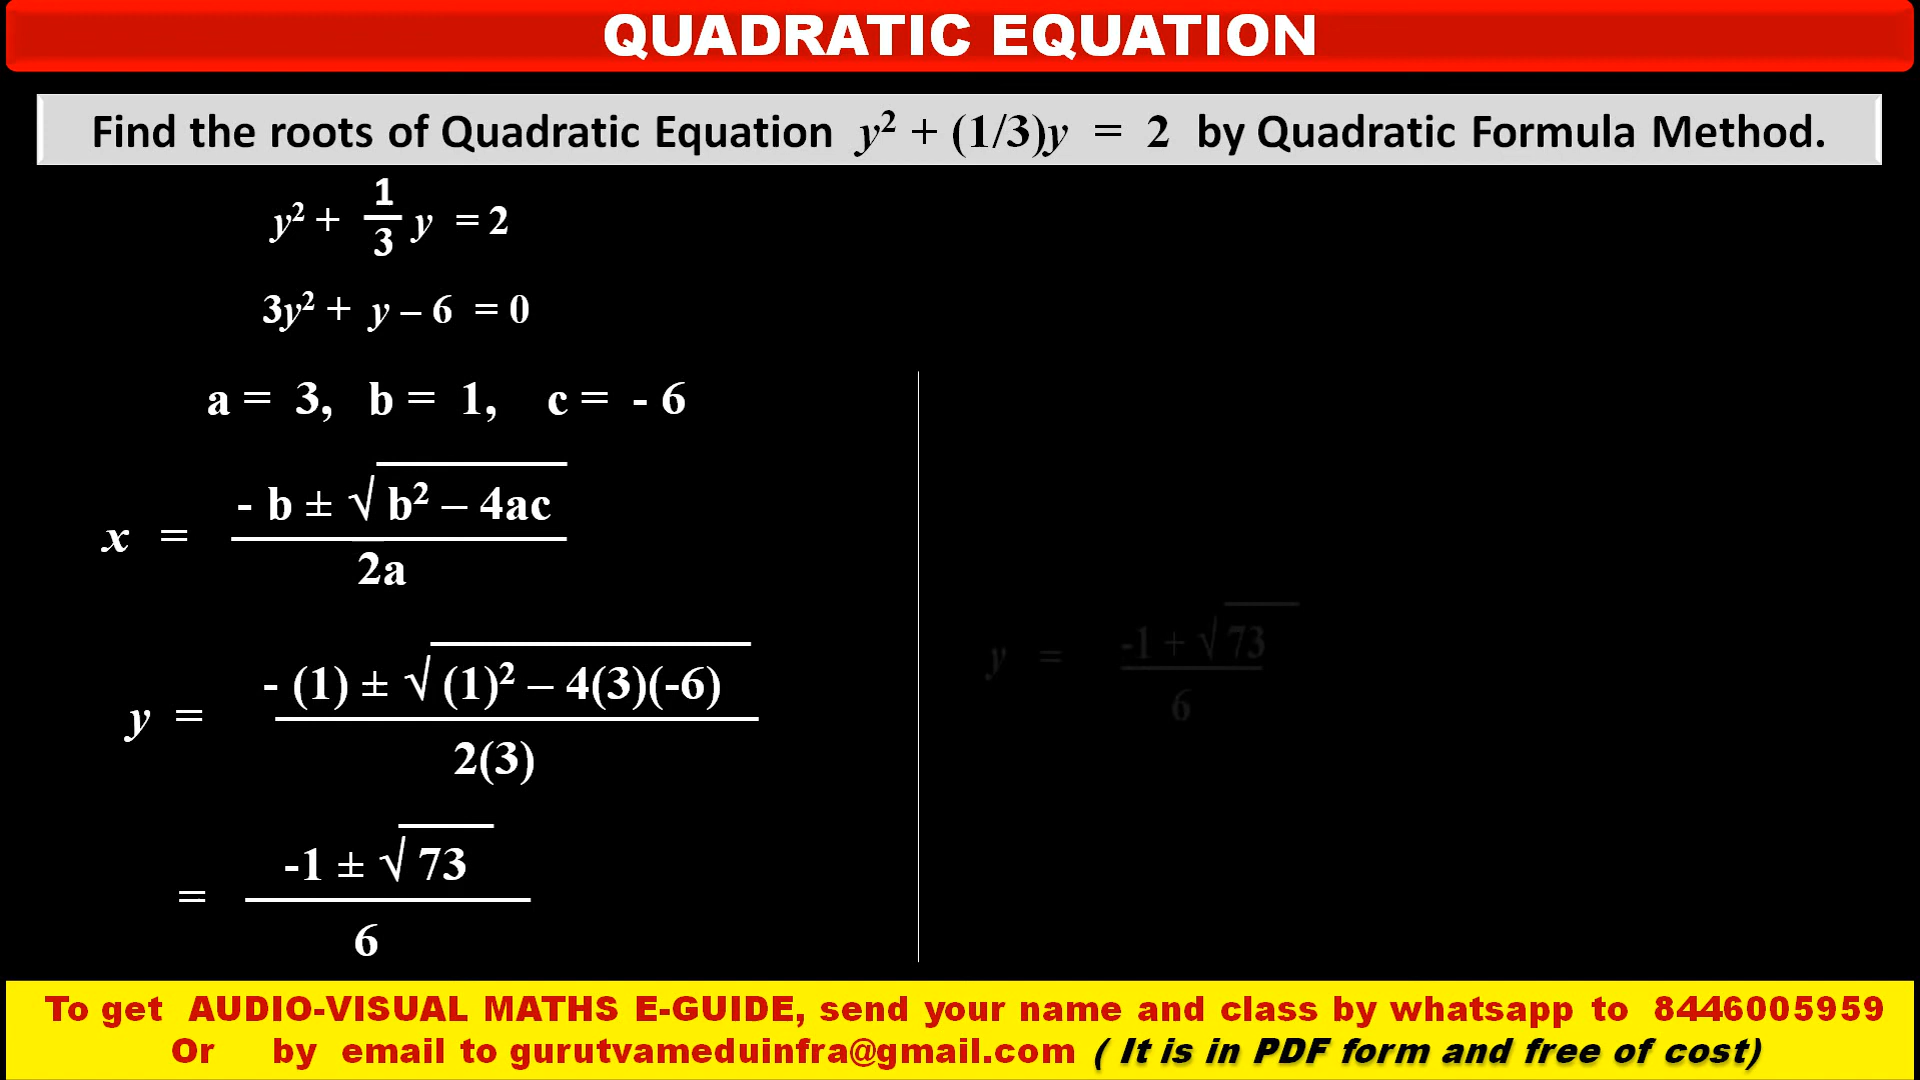 QUADRATIC EQUATION
Find the roots of Quadratic Equation y² + (1/3)y = 2 by Quadratic Formula Method.
y² + 1/3 y = 2
3y² + y – 6 = 0
a = 3, b = 1, c = - 6
x = - b ± √b² – 4ac / 2a
y = - (1) ± √(1)² – 4(3)(-6) / 2(3)
= -1 ± √73 / 6
y = -1 + √73 / 6
To get AUDIO-VISUAL MATHS E-GUIDE, send your name and class by whatsapp to 8446005959
Or by email to gurutvameduinfra@gmail.com ( It is in PDF form and free of cost)